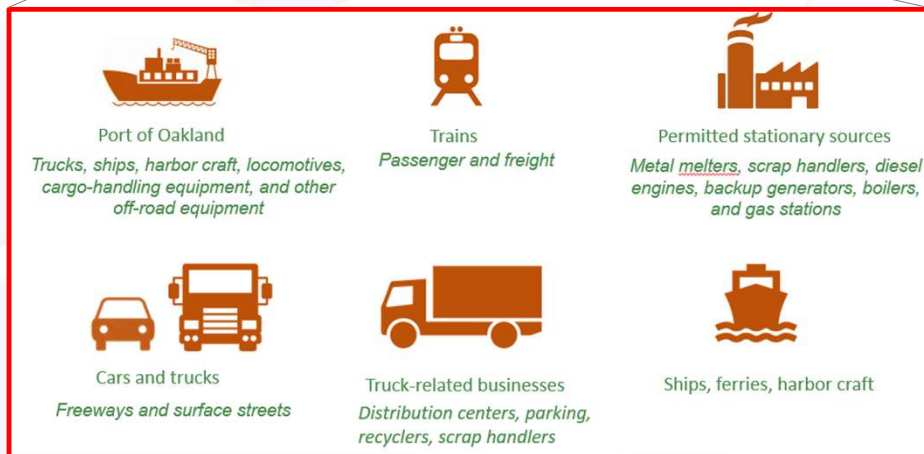 Port of Oakland
Trucks, ships, harbor craft, locomotives,
cargo-handling equipment, and other
off-road equipment
Trains
Passenger and freight
Permitted stationary sources
Metal melters, scrap handlers, diesel
engines, backup generators, boilers,
and gas stations
Cars and trucks
Freeways and surface streets
Truck-related businesses
Distribution centers, parking,
recyclers, scrap handlers
Ships, ferries, harbor craft